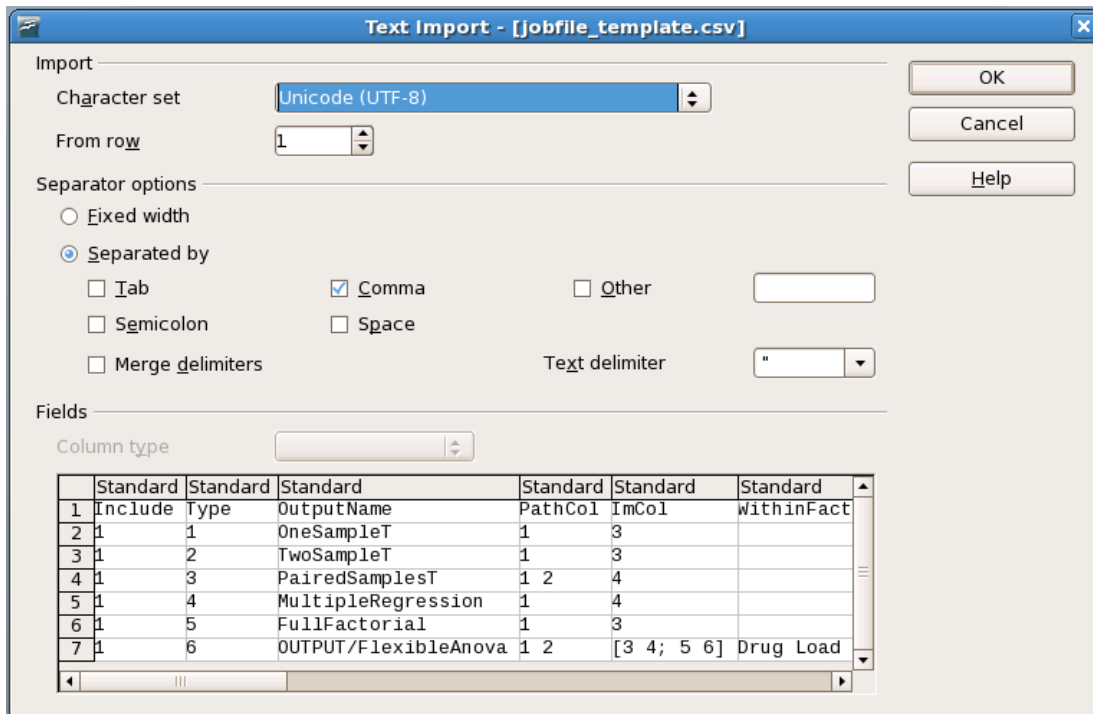 Text Import - [jobfile_template.csv]
Import
OK
Character set Unicode (UTF-8)
Cancel
From row 1
Help
Separator options
Fixed width
Separated by
Tab Comma Other
Semicolon Space
Merge delimiters Text delimiter "
Fields
Column type
Standard Standard Standard Standard Standard Standard
1 Include Type OutputName PathCol ImCol WithinFact
2 1 1 OneSampleT 1 3
3 1 2 TwoSampleT 1 3
4 1 3 PairedSamplesT 1 2 4
5 1 4 MultipleRegression 1 4
6 1 5 FullFactorial 1 3
7 1 6 OUTPUT/FlexibleAnova 1 2 [3 4; 5 6] Drug Load